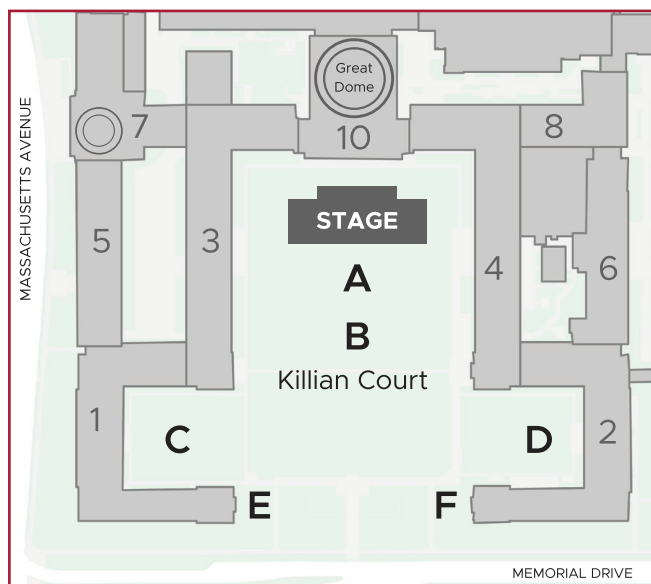 Great
Dome
7
10
8
MASSACHUSETTS AVENUE
STAGE
5
3
A
4
6
B
Killian Court
1
C
D
2
E
F
MEMORIAL DRIVE